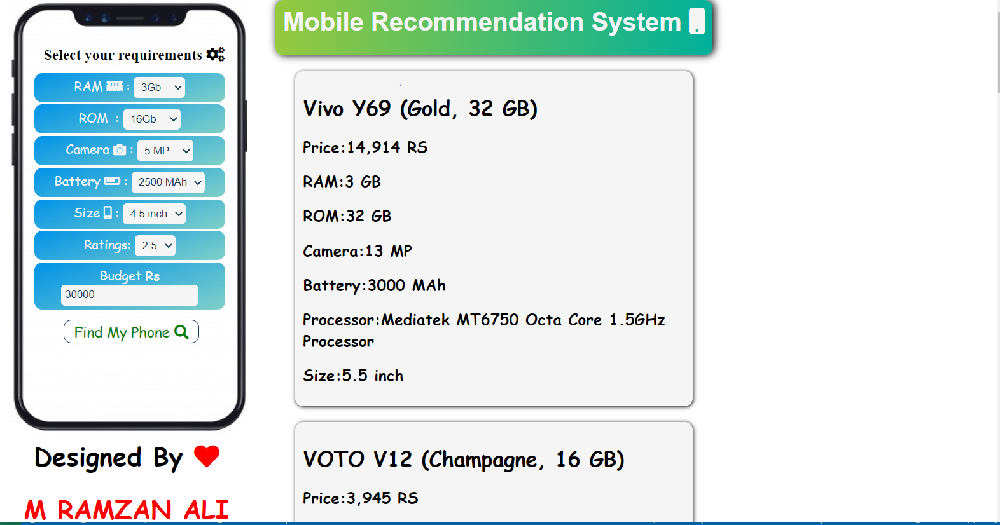 Select your requirements
RAM : 3Gb
ROM : 16Gb
Camera : 5 MP
Battery : 2500 MAh
Size : 4.5 inch
Ratings: 2.5
Budget Rs
30000
Find My Phone
Designed By
M RAMZAN ALI
Mobile Recommendation System
Vivo Y69 (Gold, 32 GB)
Price:14,914 RS
RAM:3 GB
ROM:32 GB
Camera:13 MP
Battery:3000 MAh
Processor:Mediatek MT6750 Octa Core 1.5GHz
Processor
Size:5.5 inch
VOTO V12 (Champagne, 16 GB)
Price:3,945 RS